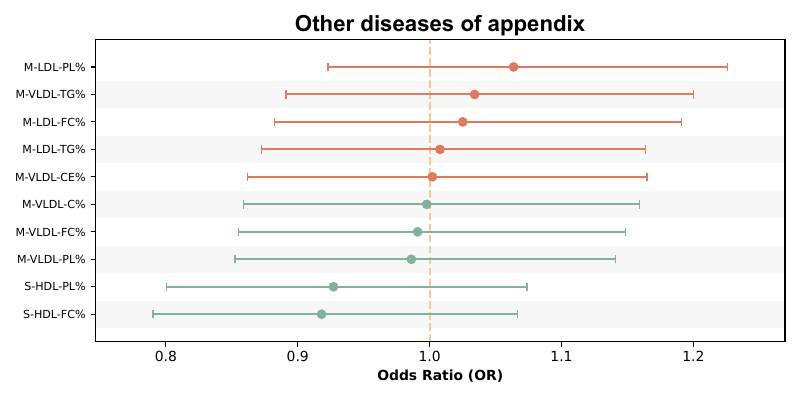 Other diseases of appendix
M-LDL-PL%
M-VLDL-TG%
M-LDL-FC%
M-LDL-TG%
M-VLDL-CE%
M-VLDL-C%
M-VLDL-FC%
M-VLDL-PL%
S-HDL-PL%
S-HDL-FC%
0.8 0.9 1.0 1.1 1.2
Odds Ratio (OR)